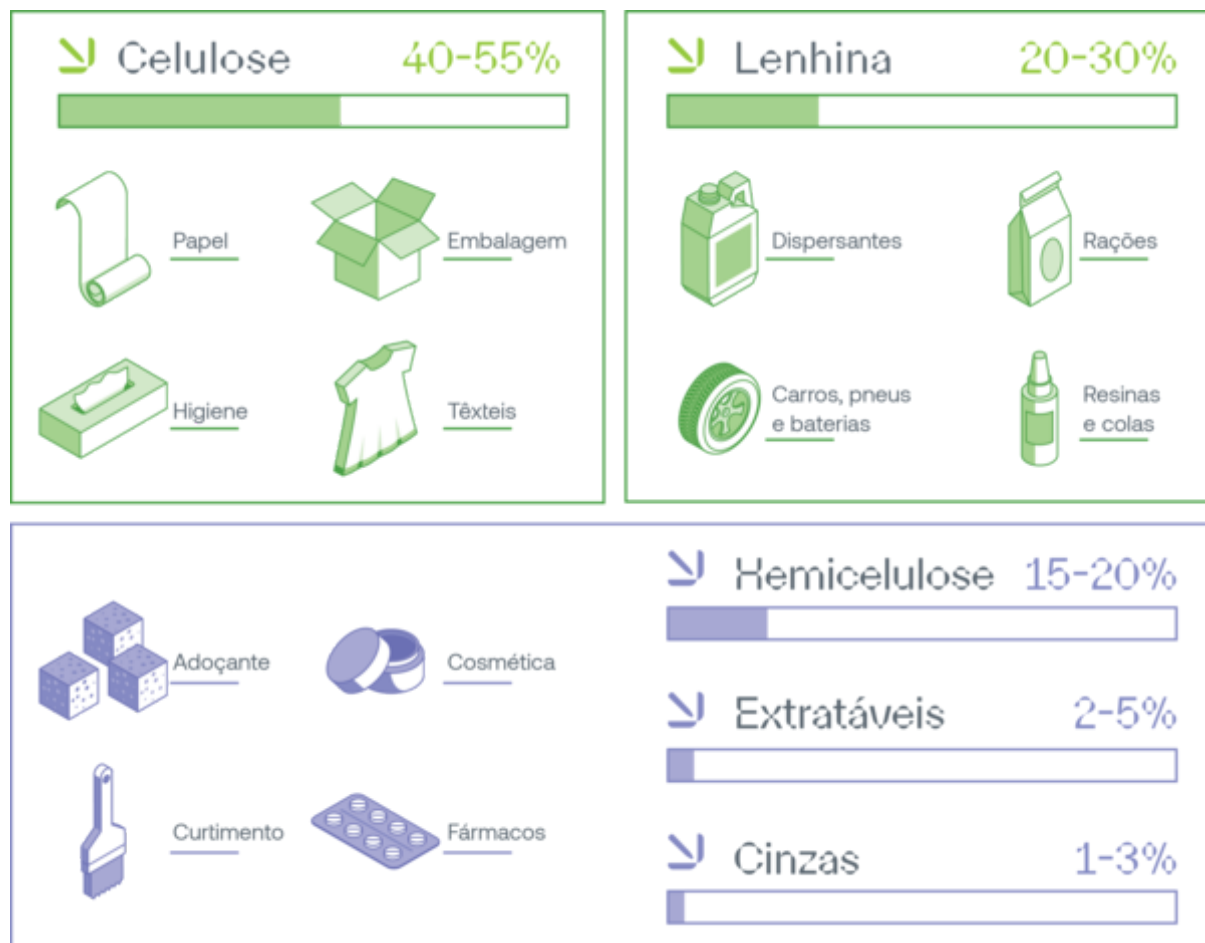 Celulose 40-55%
Papel
Embalagem
Higiene
Têxteis
Lenhina 20-30%
Dispersantes
Rações
Carros, pneus
e baterias
Resinas
e colas
Adoçante
Cosmética
Curtimento
Fármacos
Hemicelulose 15-20%
Extratáveis 2-5%
Cinzas 1-3%